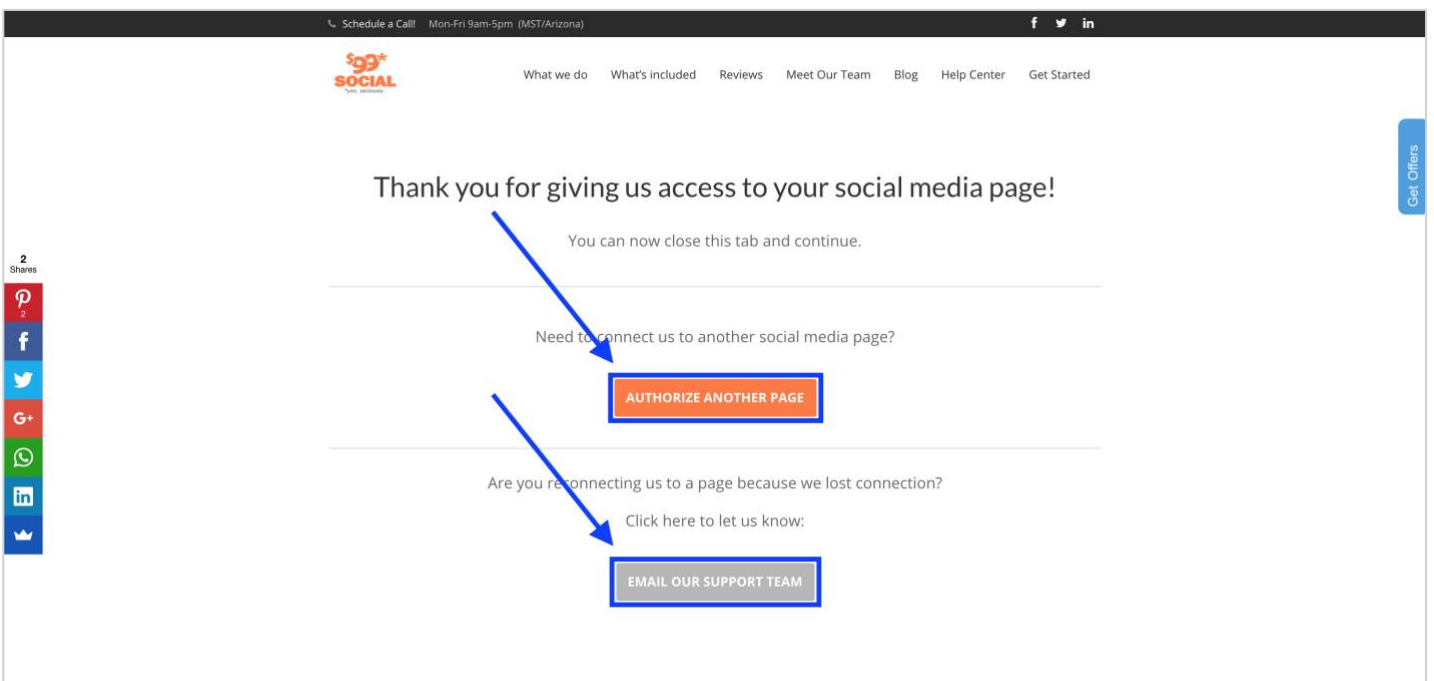 Schedule a Call! Mon-Fri 9am-5pm (MST/Arizona)
$99*
SOCIAL
*yes, seriously.
What we do What's included Reviews Meet Our Team Blog Help Center Get Started
Get Offers
Thank you for giving us access to your social media page!
You can now close this tab and continue.
2
Shares
2
Need to connect us to another social media page?
AUTHORIZE ANOTHER PAGE
Are you reconnecting us to a page because we lost connection?
Click here to let us know:
EMAIL OUR SUPPORT TEAM